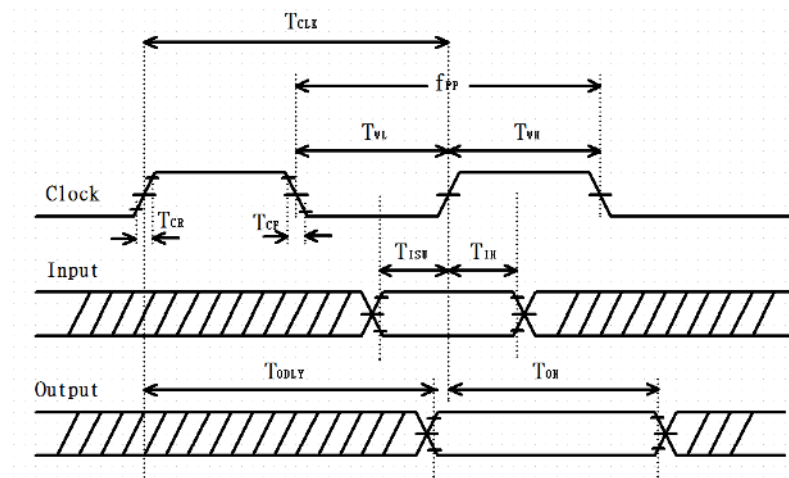 TCLK
fPP
TWL TWH
Clock
TCR TCF
TISU TIH
Input
TODLY TOH
Output